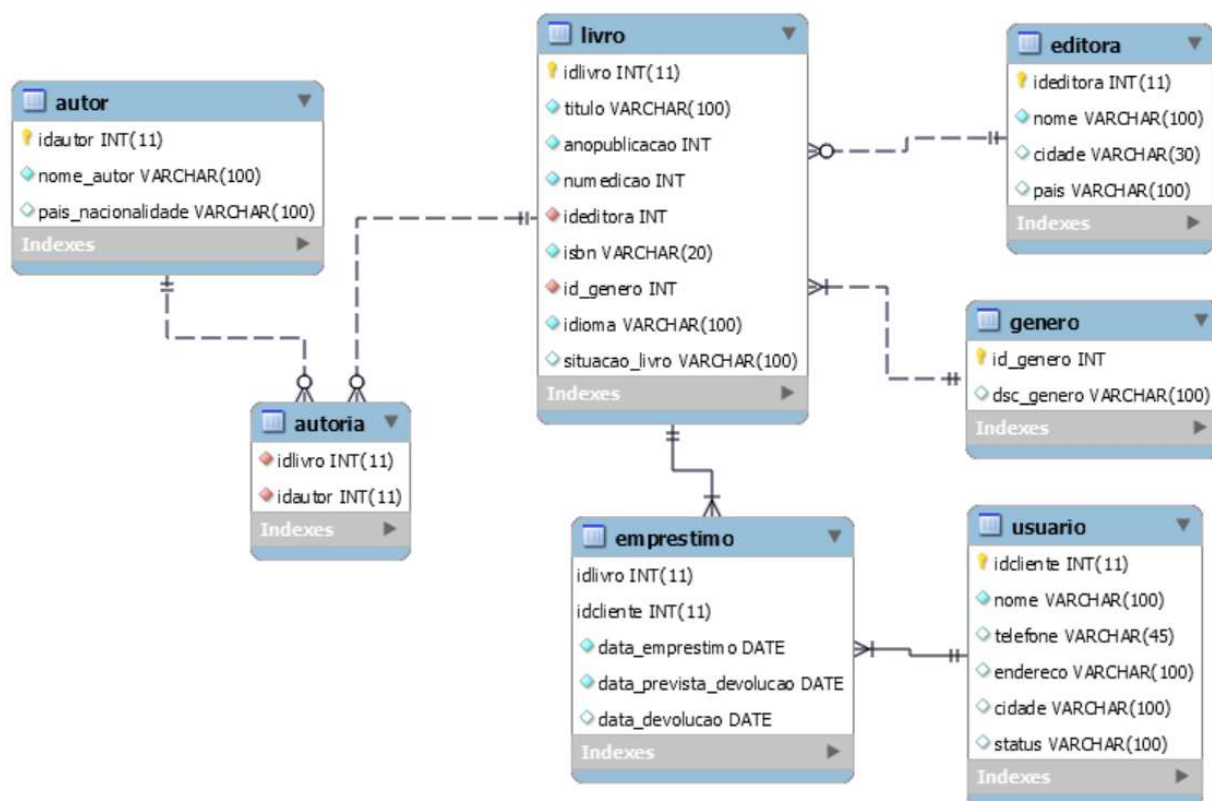 autor
idautor INT(11)
nome_autor VARCHAR(100)
pais_nacionalidade VARCHAR(100)
Indexes
livro
idlivro INT(11)
titulo VARCHAR(100)
anopublicacao INT
numedicao INT
ideditora INT
isbn VARCHAR(20)
id_genero INT
idioma VARCHAR(100)
situacao_livro VARCHAR(100)
Indexes
editora
ideditora INT(11)
nome VARCHAR(100)
cidade VARCHAR(30)
pais VARCHAR(100)
Indexes
genero
id_genero INT
dsc_genero VARCHAR(100)
Indexes
autoria
idlivro INT(11)
idautor INT(11)
Indexes
emprestimo
idlivro INT(11)
idcliente INT(11)
data_emprestimo DATE
data_prevista_devolucao DATE
data_devolucao DATE
Indexes
usuario
idcliente INT(11)
nome VARCHAR(100)
telefone VARCHAR(45)
endereco VARCHAR(100)
cidade VARCHAR(100)
status VARCHAR(100)
Indexes